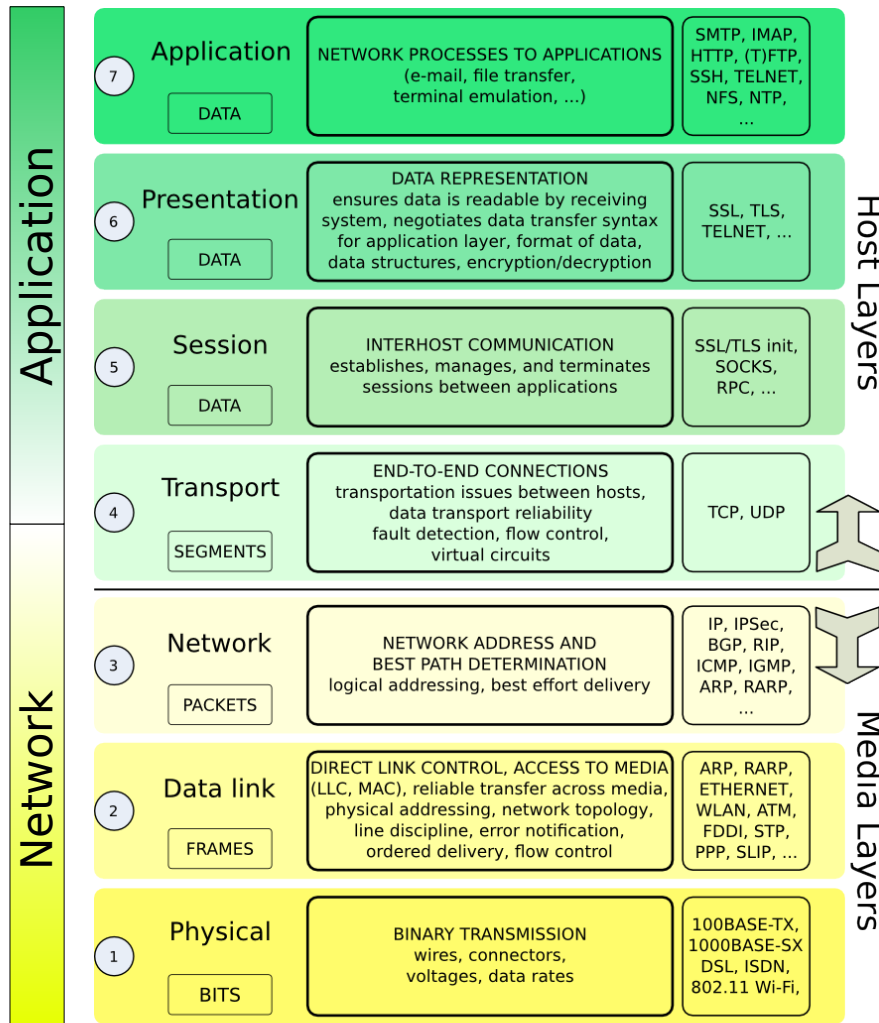 Application
7
Application
DATA
NETWORK PROCESSES TO APPLICATIONS
(e-mail, file transfer,
terminal emulation, ...)
SMTP, IMAP,
HTTP, (T)FTP,
SSH, TELNET,
NFS, NTP,
...
6
Presentation
DATA
DATA REPRESENTATION
ensures data is readable by receiving
system, negotiates data transfer syntax
for application layer, format of data,
data structures, encryption/decryption
SSL, TLS,
TELNET, ...
Host Layers
5
Session
DATA
INTERHOST COMMUNICATION
establishes, manages, and terminates
sessions between applications
SSL/TLS init,
SOCKS,
RPC, ...
4
Transport
SEGMENTS
END-TO-END CONNECTIONS
transportation issues between hosts,
data transport reliability
fault detection, flow control,
virtual circuits
TCP, UDP
Network
3
Network
PACKETS
NETWORK ADDRESS AND
BEST PATH DETERMINATION
logical addressing, best effort delivery
IP, IPSec,
BGP, RIP,
ICMP, IGMP,
ARP, RARP,
...
2
Data link
FRAMES
DIRECT LINK CONTROL, ACCESS TO MEDIA
(LLC, MAC), reliable transfer across media,
physical addressing, network topology,
line discipline, error notification,
ordered delivery, flow control
ARP, RARP,
ETHERNET,
WLAN, ATM,
FDDI, STP,
PPP, SLIP, ...
Media Layers
1
Physical
BITS
BINARY TRANSMISSION
wires, connectors,
voltages, data rates
100BASE-TX,
1000BASE-SX
DSL, ISDN,
802.11 Wi-Fi,